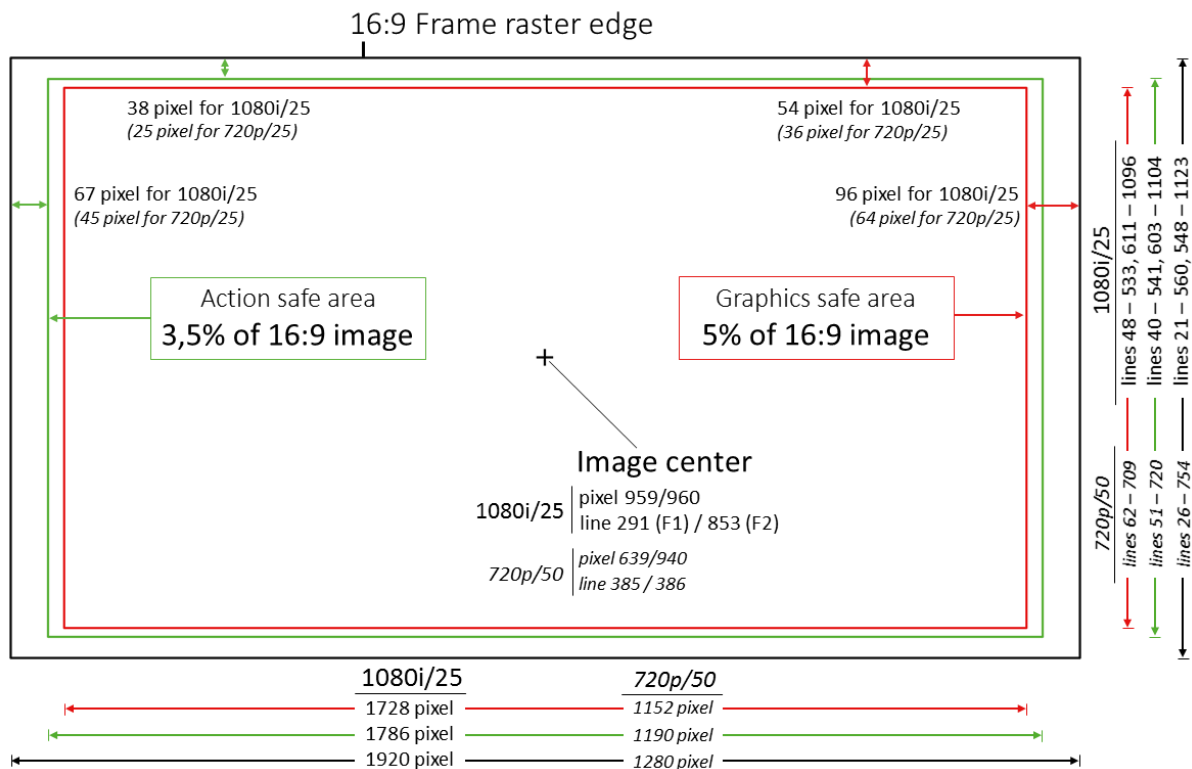 16:9 Frame raster edge
38 pixel for 1080i/25
(25 pixel for 720p/25)
54 pixel for 1080i/25
(36 pixel for 720p/25)
67 pixel for 1080i/25
(45 pixel for 720p/25)
96 pixel for 1080i/25
(64 pixel for 720p/25)
Action safe area
3,5% of 16:9 image
Graphics safe area
5% of 16:9 image
Image center
1080i/25
pixel 959/960
line 291 (F1) / 853 (F2)
720p/50
pixel 639/940
line 385 / 386
1080i/25
lines 48 – 533, 611 – 1096
lines 40 – 541, 603 – 1104
lines 21 – 560, 548 – 1123
720p/50
lines 62 – 709
lines 51 – 720
lines 26 – 754
1080i/25
720p/50
1728 pixel
1152 pixel
1786 pixel
1190 pixel
1920 pixel
1280 pixel